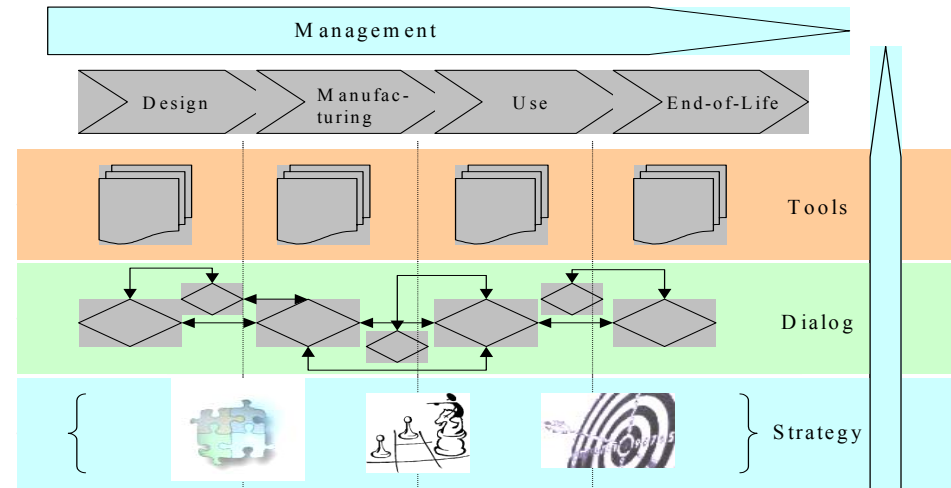 Management
Design
Manufac-
turing
Use
End-of-Life
Tools
Dialog
Strategy